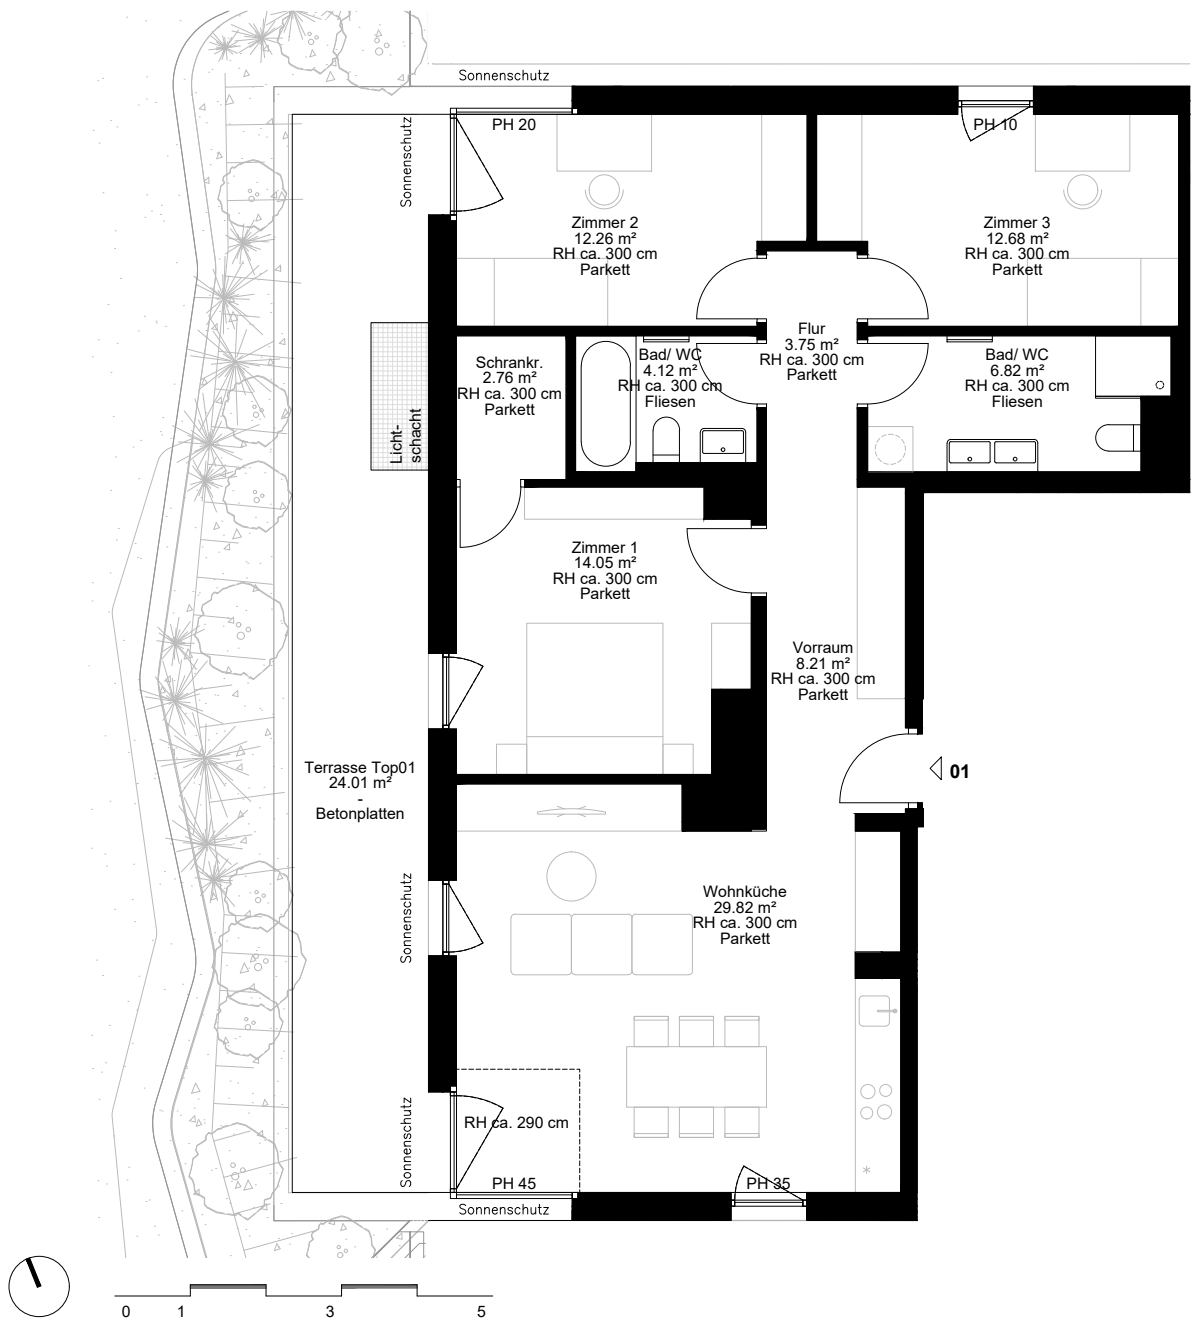 Sonnenschutz
Sonnenschutz
PH 20
PH 10
Zimmer 2
12.26 m²
RH ca. 300 cm
Parkett
Zimmer 3
12.68 m²
RH ca. 300 cm
Parkett
Flur
3.75 m²
RH ca. 300 cm
Parkett
Schrankr.
2.76 m²
RH ca. 300 cm
Parkett
Bad/ WC
4.12 m²
RH ca. 300 cm
Fliesen
Bad/ WC
6.82 m²
RH ca. 300 cm
Fliesen
Licht-
schacht
Zimmer 1
14.05 m²
RH ca. 300 cm
Parkett
Vorraum
8.21 m²
RH ca. 300 cm
Parkett
Terrasse Top01
24.01 m²
-
Betonplatten
01
Sonnenschutz
Wohnküche
29.82 m²
RH ca. 300 cm
Parkett
Sonnenschutz
RH ca. 290 cm
PH 45
PH 35
Sonnenschutz
0 1 3 5